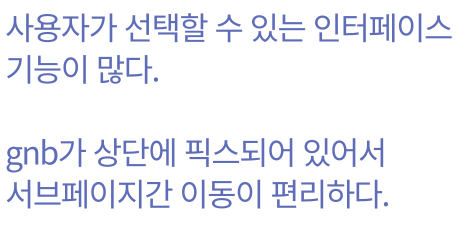 사용자가 선택할 수 있는 인터페이스
기능이 많다.
gnb가 상단에 픽스되어 있어서
서브페이지간 이동이 편리하다.